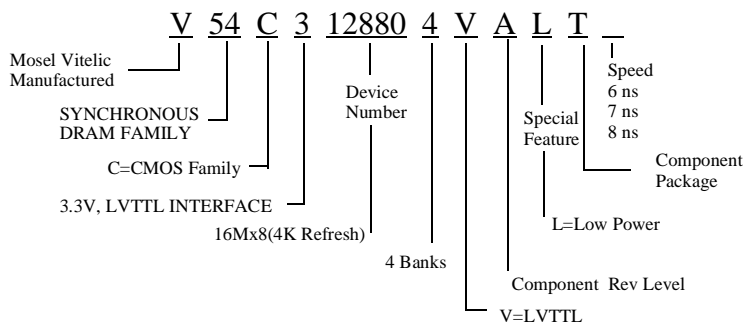 V 54 C 3 12880 4 V A L T
Mosel Vitelic
Manufactured
SYNCHRONOUS
DRAM FAMILY
C=CMOS Family
3.3V, LVTTL INTERFACE
Device
Number
16Mx8(4K Refresh)
4 Banks
V=LVTTL
Component Rev Level
Special
Feature
L=Low Power
Component
Package
Speed
6 ns
7 ns
8 ns